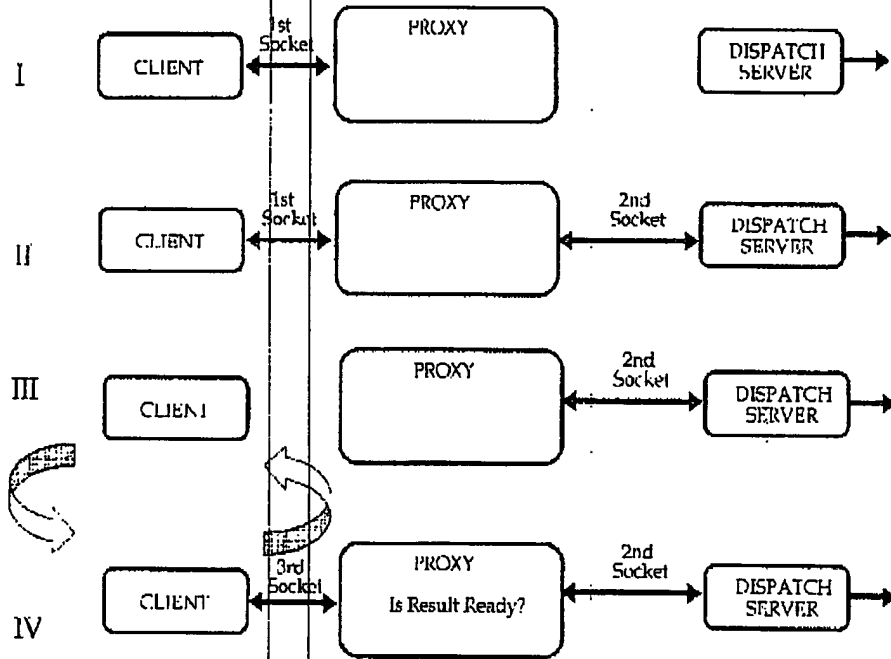 I
CLIENT
1st
Socket
PROXY
DISPATCH
SERVER
II
CLIENT
1st
Socket
PROXY
2nd
Socket
DISPATCH
SERVER
III
CLIENT
PROXY
2nd
Socket
DISPATCH
SERVER
IV
CLIENT
3rd
Socket
PROXY
Is Result Ready?
2nd
Socket
DISPATCH
SERVER